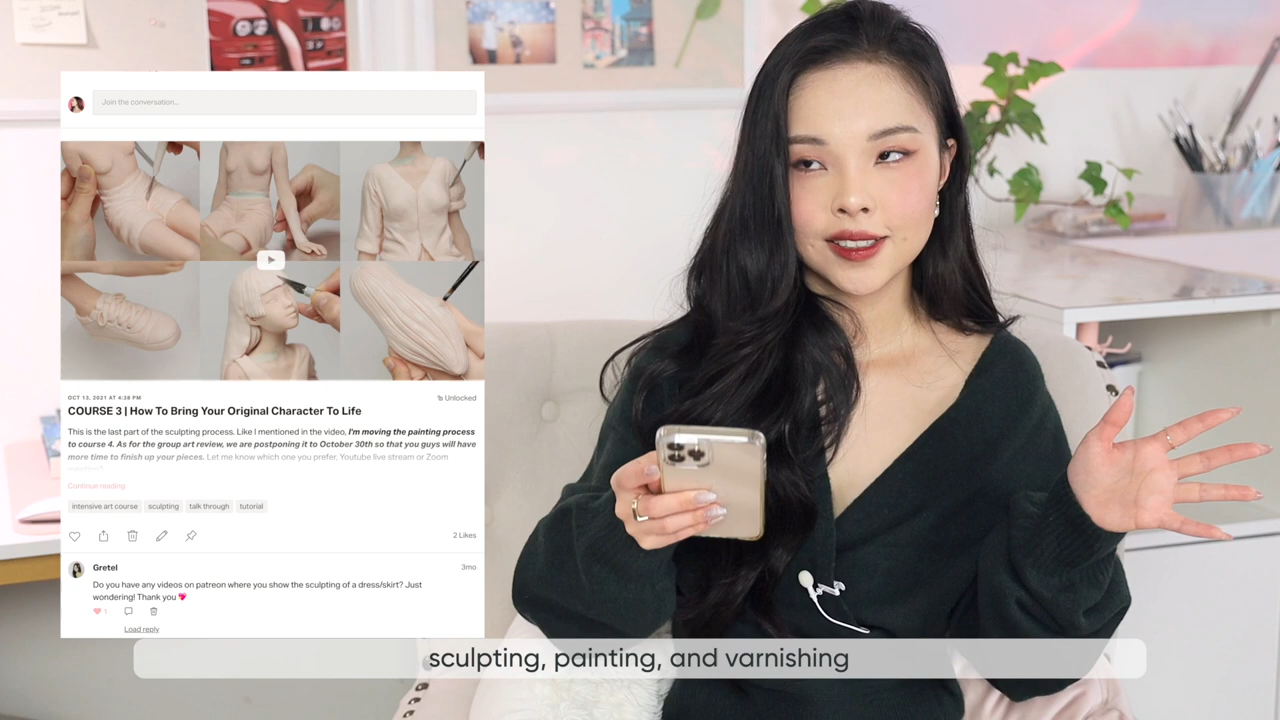 Join the conversation...
OCT 13, 2021 AT 4:38 PM
Unlocked
COURSE 3 | How To Bring Your Original Character To Life
This is the last part of the sculpting process. Like I mentioned in the video, I'm moving the painting process
to course 4. As for the group art review, we are postponing it to October 30th so that you guys will have
more time to finish up your pieces. Let me know which one you prefer, Youtube live stream or Zoom
meeting?
Continue reading
intensive art course sculpting talk through tutorial
2 Likes
Gretel
3mo
Do you have any videos on patreon where you show the sculpting of a dress/skirt? Just
wondering! Thank you 💖
1
Load reply
sculpting, painting, and varnishing